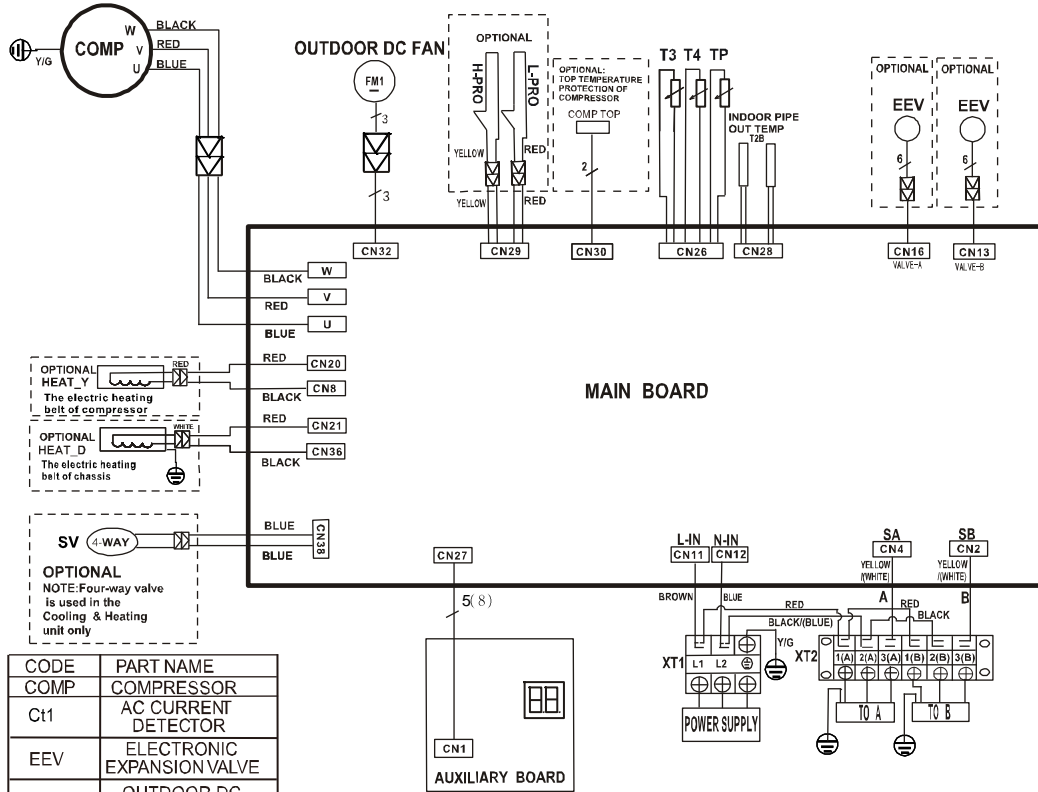 COMP
W
V
U
BLACK
RED
BLUE
Y/G
OUTDOOR DC FAN
FM1
3
3
OPTIONAL
H-PRO
L-PRO
YELLOW
RED
YELLOW
RED
OPTIONAL:
TOP TEMPERATURE
PROTECTION OF
COMPRESSOR
COMP TOP
2
T3 T4 TP
INDOOR PIPE
OUT TEMP
T2B
OPTIONAL
EEV
6
OPTIONAL
EEV
6
CN32
CN29
CN30
CN26
CN28
CN16
VALVE-A
CN13
VALVE-B
BLACK
W
RED
V
BLUE
U
MAIN BOARD
OPTIONAL
HEAT_Y
The electric heating
belt of compressor
RED
RED
CN20
BLACK
CN8
OPTIONAL
HEAT_D
The electric heating
belt of chassis
WHITE
RED
CN21
BLACK
CN36
SV
4-WAY
BLUE
BLUE
CN38
OPTIONAL
NOTE:Four-way valve
is used in the
Cooling & Heating
unit only
CN27
5(8)
L-IN N-IN
CN11 CN12
SA
CN4
SB
CN2
YELLOW
/(WHITE)
YELLOW
/(WHITE)
A
B
BROWN
BLUE
RED
BLACK/(BLUE)
RED
BLACK
Y/G
XT1
L1 L2
POWER SUPPLY
XT2
1(A) 2(A) 3(A) 1(B) 2(B) 3(B)
TO A
TO B
CN1
AUXILIARY BOARD
CODE PART NAME
COMP COMPRESSOR
Ct1 AC CURRENT
DETECTOR
EEV ELECTRONIC
EXPANSION VALVE
OUTDOOR DC